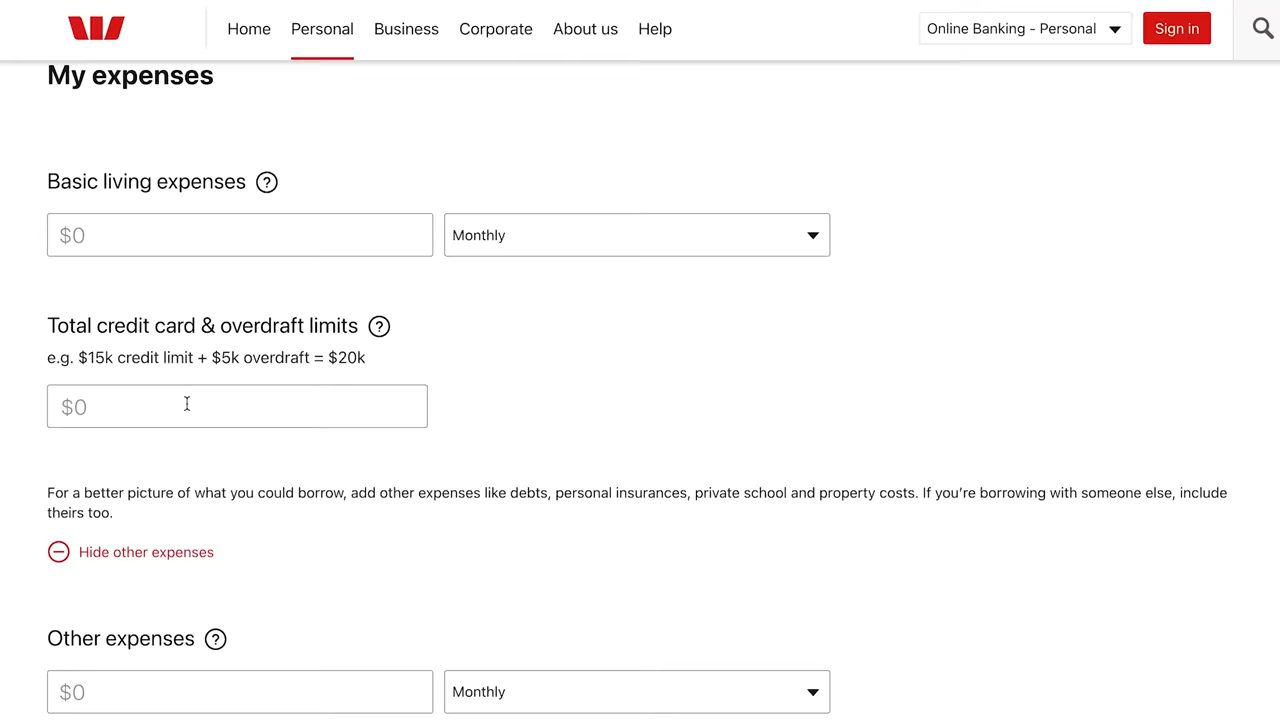 Home Personal Business Corporate About us Help Online Banking - Personal Sign in
My expenses
Basic living expenses ?
$0 Monthly
Total credit card & overdraft limits ?
e.g. $15k credit limit + $5k overdraft = $20k
$0
For a better picture of what you could borrow, add other expenses like debts, personal insurances, private school and property costs. If you’re borrowing with someone else, include
theirs too.
Hide other expenses
Other expenses ?
$0 Monthly